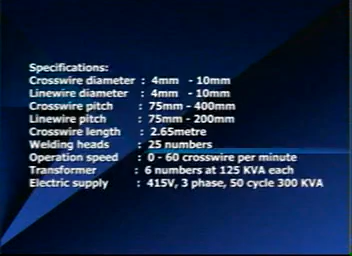 Specifications:
Crosswire diameter : 4mm - 10mm
Linewire diameter : 4mm - 10mm
Crosswire pitch : 75mm - 400mm
Linewire pitch : 75mm - 200mm
Crosswire length : 2.65metre
Welding heads : 25 numbers
Operation speed : 0 - 60 crosswire per minute
Transformer : 6 numbers at 125 KVA each
Electric supply : 415V, 3 phase, 50 cycle 300 KVA